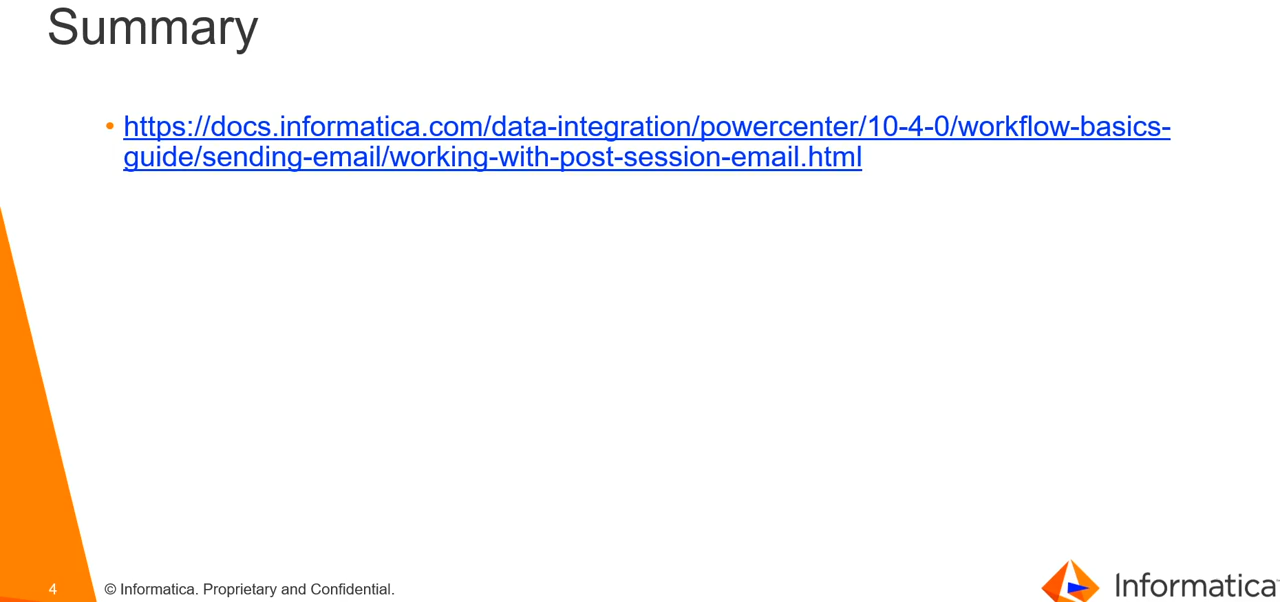 Summary
• https://docs.informatica.com/data-integration/powercenter/10-4-0/workflow-basics-
guide/sending-email/working-with-post-session-email.html
4
© Informatica. Proprietary and Confidential.
Informatica